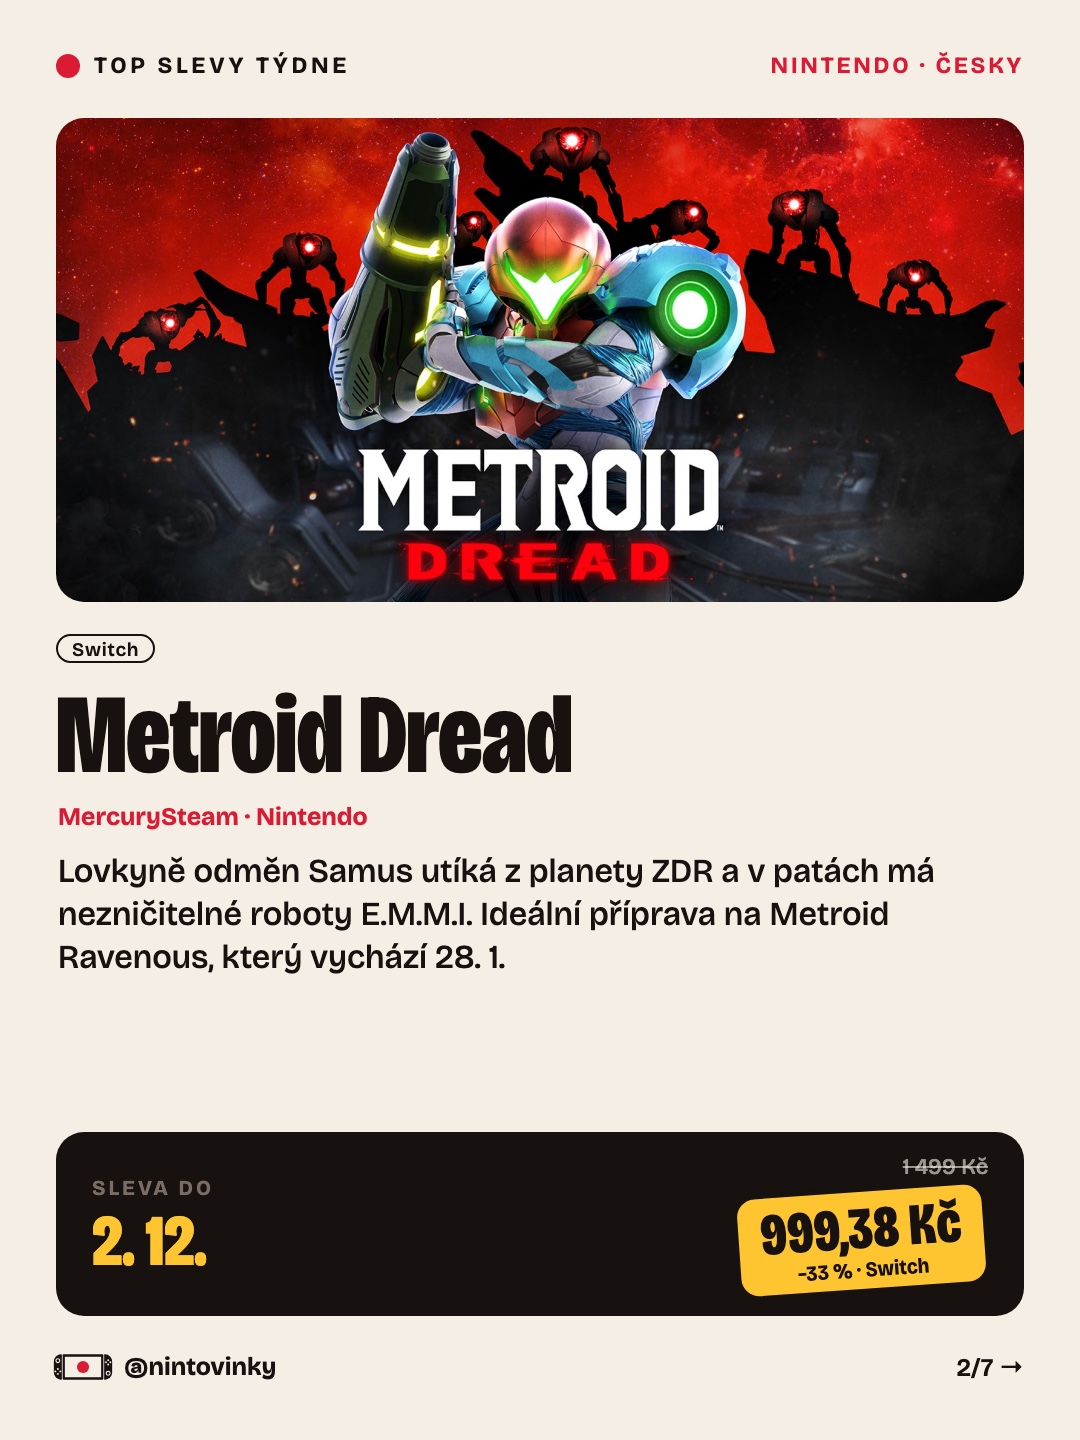 TOP SLEVY TÝDNE
NINTENDO · ČESKY
METROID
DREAD
Switch
Metroid Dread
MercurySteam · Nintendo
Lovkyně odměn Samus utíká z planety ZDR a v patách má
nezničitelné roboty E.M.M.I. Ideální příprava na Metroid
Ravenous, který vychází 28. 1.
SLEVA DO
2. 12.
1 499 Kč
999,38 Kč
-33 % · Switch
@nintovinky
2/7 →